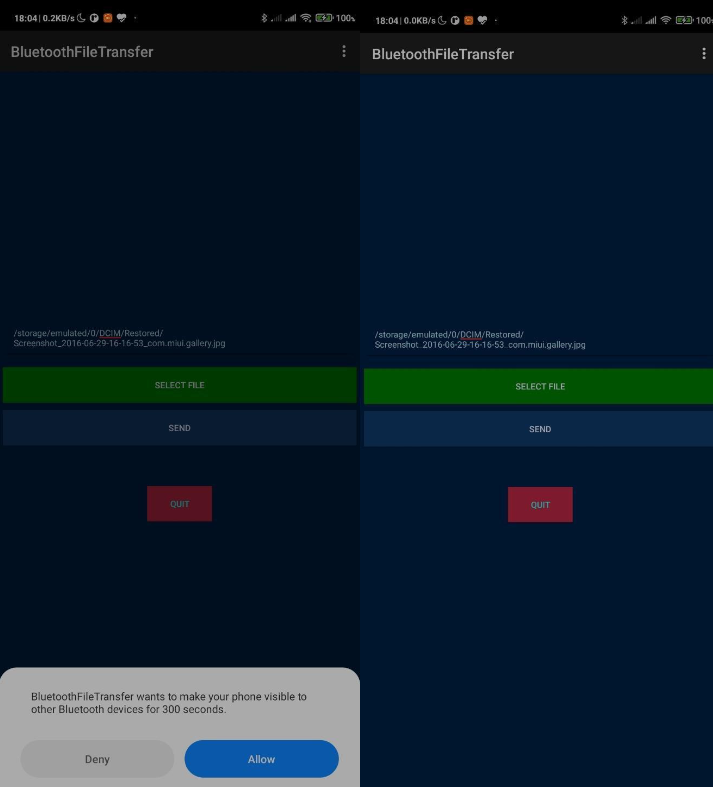 18:04 | 0.2KB/s
100%
BluetoothFileTransfer
/storage/emulated/0/DCIM/Restored/
Screenshot_2016-06-29-16-16-53_com.miui.gallery.jpg
SELECT FILE
SEND
QUIT
BluetoothFileTransfer wants to make your phone visible to
other Bluetooth devices for 300 seconds.
Deny
Allow
18:04 | 0.0KB/s
100
BluetoothFileTransfer
/storage/emulated/0/DCIM/Restored/
Screenshot_2016-06-29-16-16-53_com.miui.gallery.jpg
SELECT FILE
SEND
QUIT